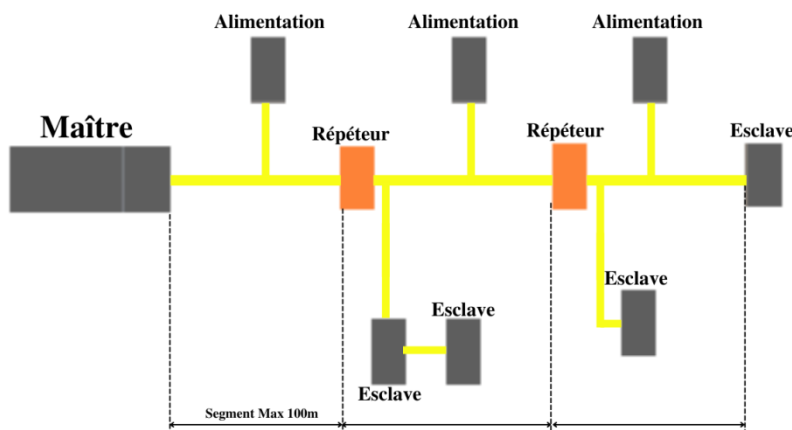 Alimentation
Alimentation
Alimentation
Maître
Répéteur
Répéteur
Esclave
Esclave
Esclave
Esclave
Segment Max 100m